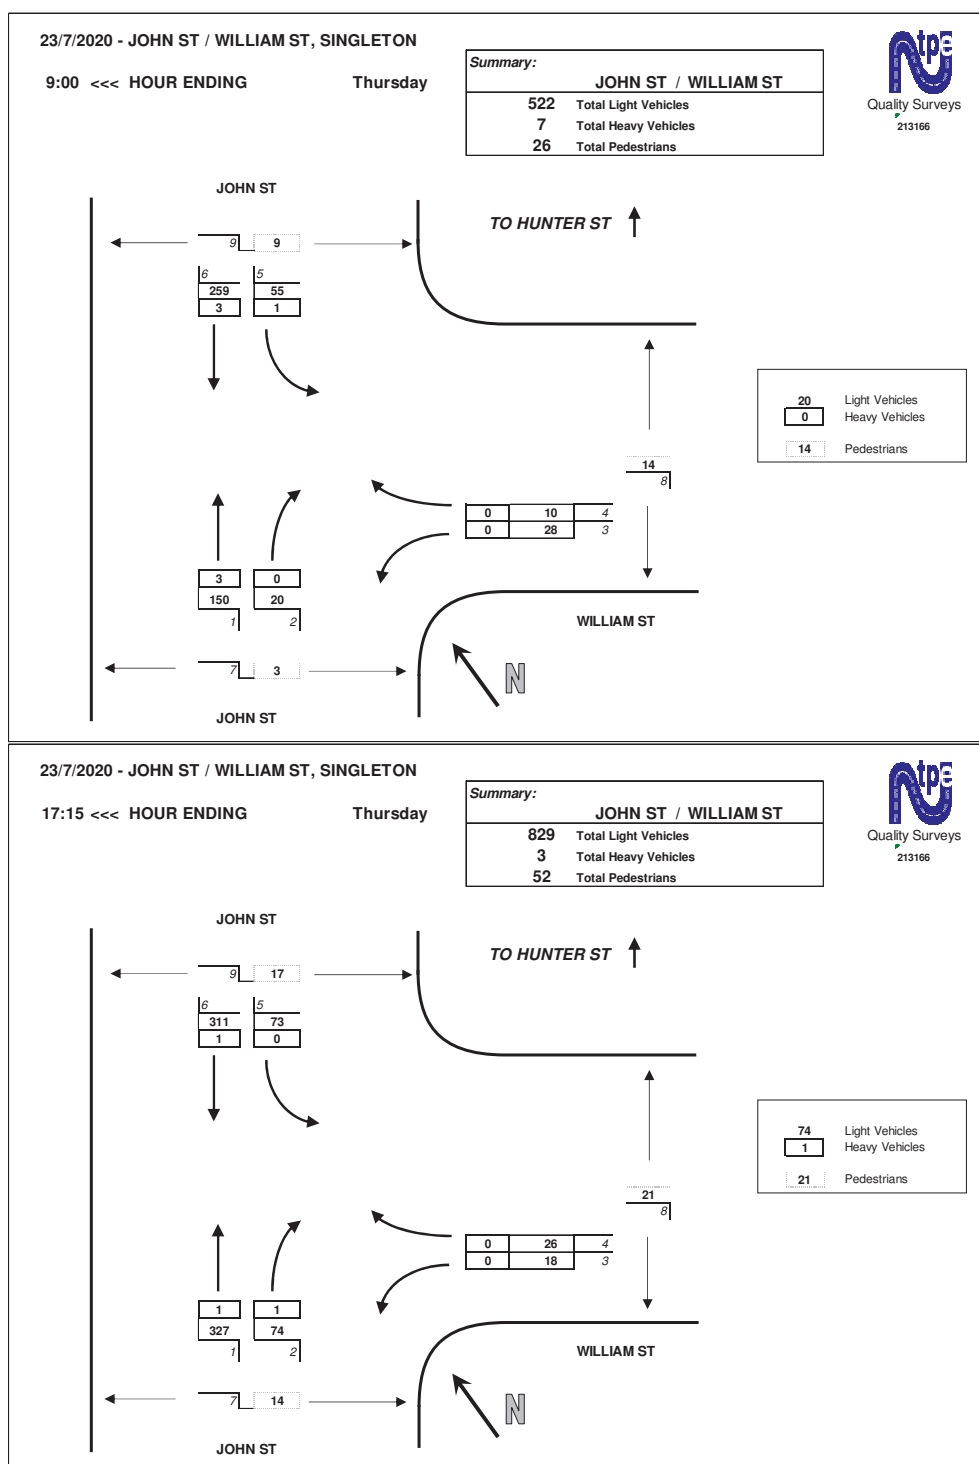 23/7/2020 - JOHN ST / WILLIAM ST, SINGLETON
9:00 <<< HOUR ENDING Thursday
Summary:
JOHN ST / WILLIAM ST
522 Total Light Vehicles
7 Total Heavy Vehicles
26 Total Pedestrians
tpe
Quality Surveys
213166
JOHN ST
TO HUNTER ST
9 9
6 5
259 55
3 1
20 Light Vehicles
0 Heavy Vehicles
14 Pedestrians
14
8
0 10 4
0 28 3
3 0
150 20
1 2
WILLIAM ST
7 3
N
JOHN ST
23/7/2020 - JOHN ST / WILLIAM ST, SINGLETON
17:15 <<< HOUR ENDING Thursday
Summary:
JOHN ST / WILLIAM ST
829 Total Light Vehicles
3 Total Heavy Vehicles
52 Total Pedestrians
tpe
Quality Surveys
213166
JOHN ST
TO HUNTER ST
9 17
6 5
311 73
1 0
74 Light Vehicles
1 Heavy Vehicles
21 Pedestrians
21
8
0 26 4
0 18 3
1 1
327 74
1 2
WILLIAM ST
7 14
N
JOHN ST